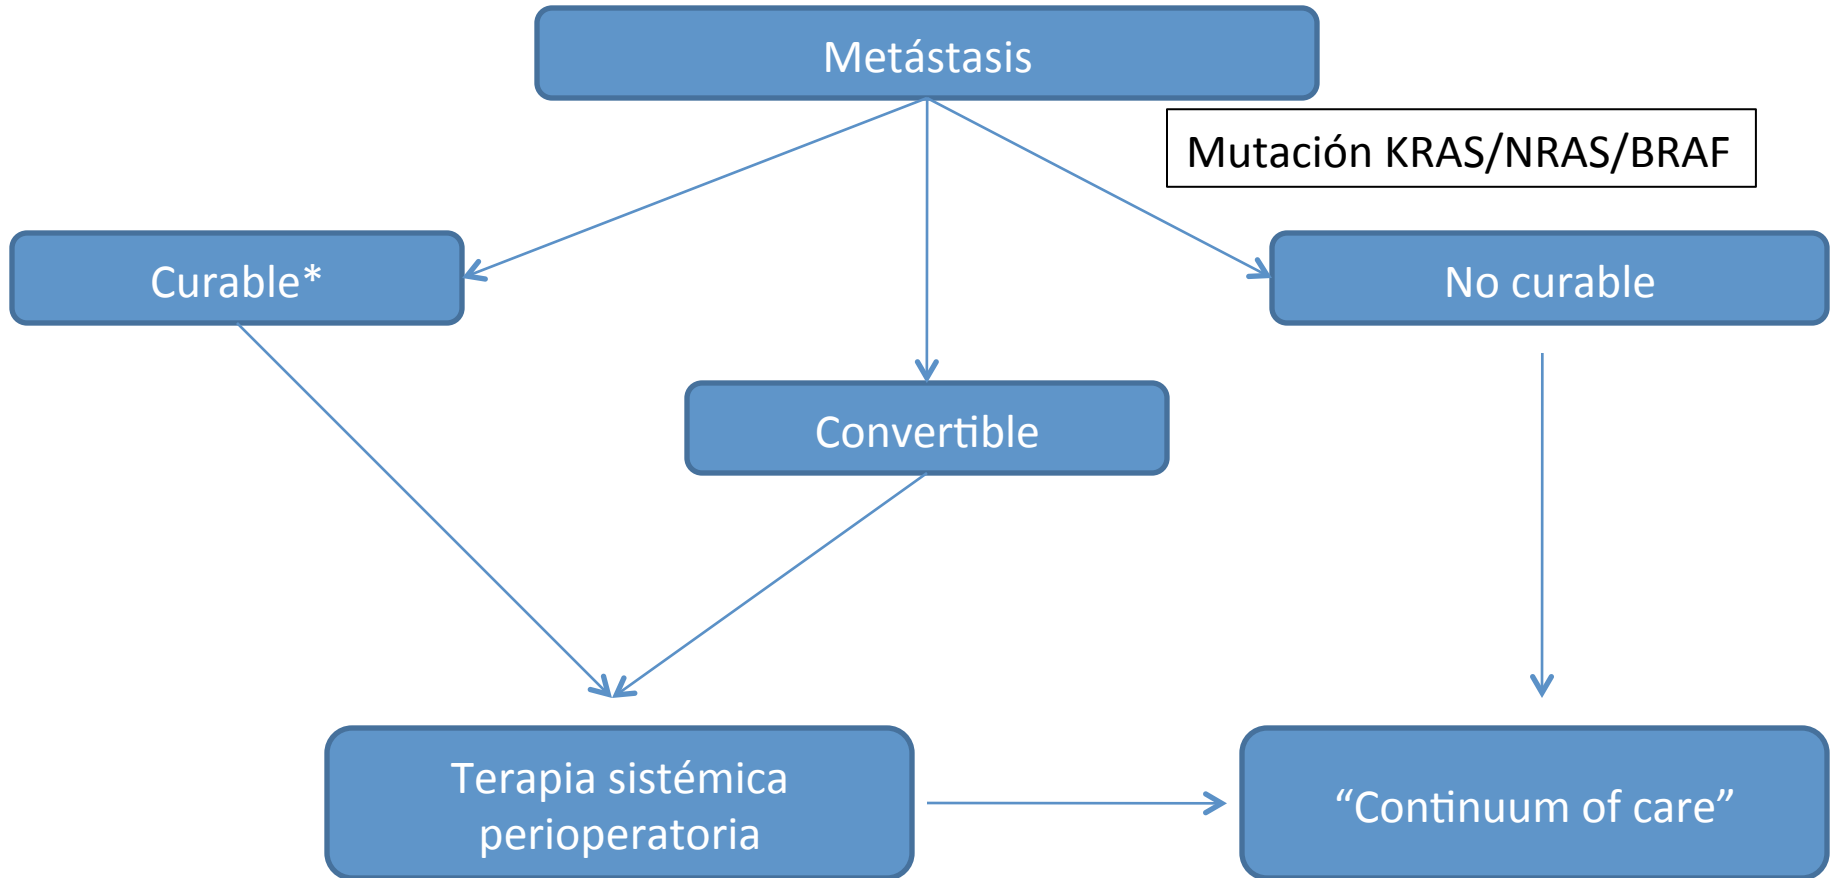 Metástasis
Mutación KRAS/NRAS/BRAF
Curable*
No curable
Convertible
Terapia sistémica
perioperatoria
“Continuum of care”